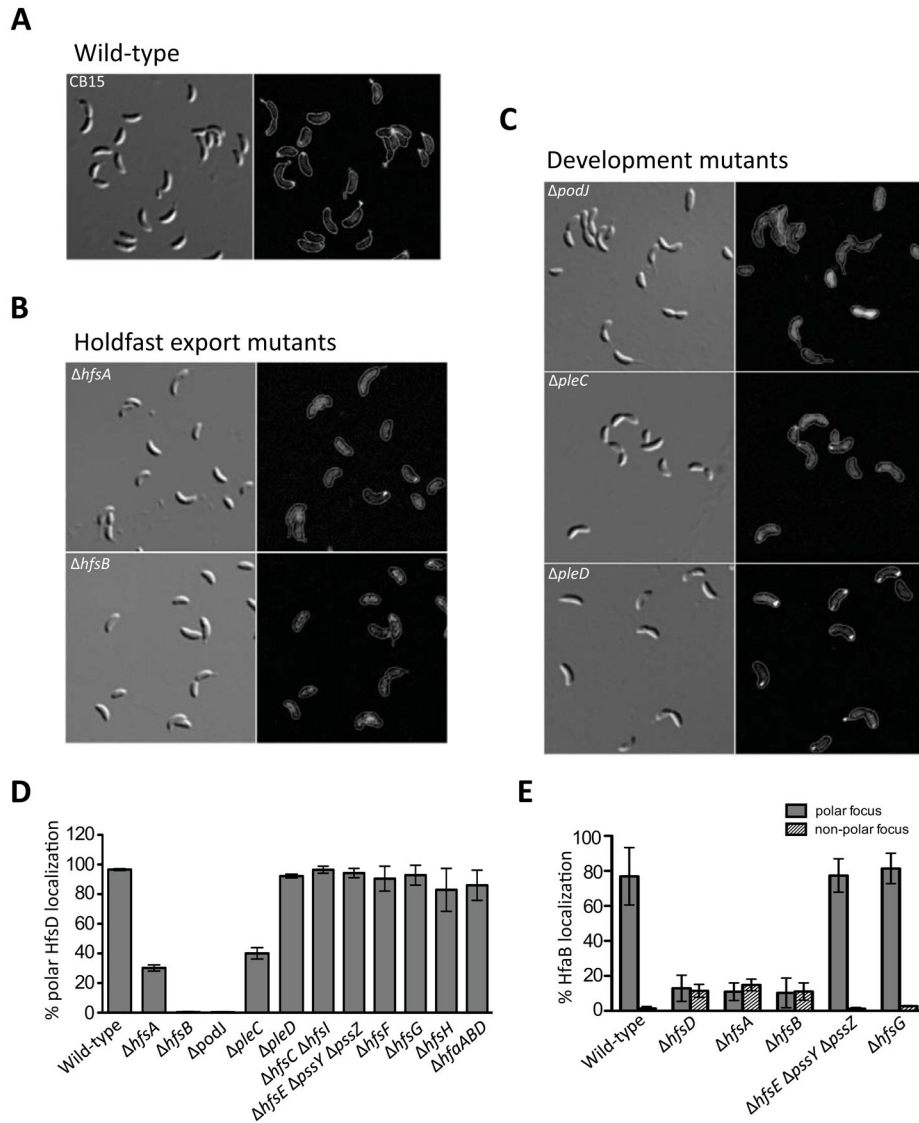 A
Wild-type
CB15
B
Holdfast export mutants
ΔhfsA
ΔhfsB
C
Development mutants
ΔpodJ
ΔpleC
ΔpleD
D
% polar HfsD localization
120
100
80
60
40
20
0
Wild-type
ΔhfsA
ΔhfsB
ΔpodJ
ΔpleC
ΔpleD
ΔhfsC ΔhfsI
ΔhfsE ΔpssY ΔpssZ
ΔhfsF
ΔhfsG
ΔhfsH
ΔhfaABD
E
polar focus
non-polar focus
% HfaB localization
100
80
60
40
20
0
Wild-type
ΔhfsD
ΔhfsA
ΔhfsB
ΔhfsE ΔpssY ΔpssZ
ΔhfsG